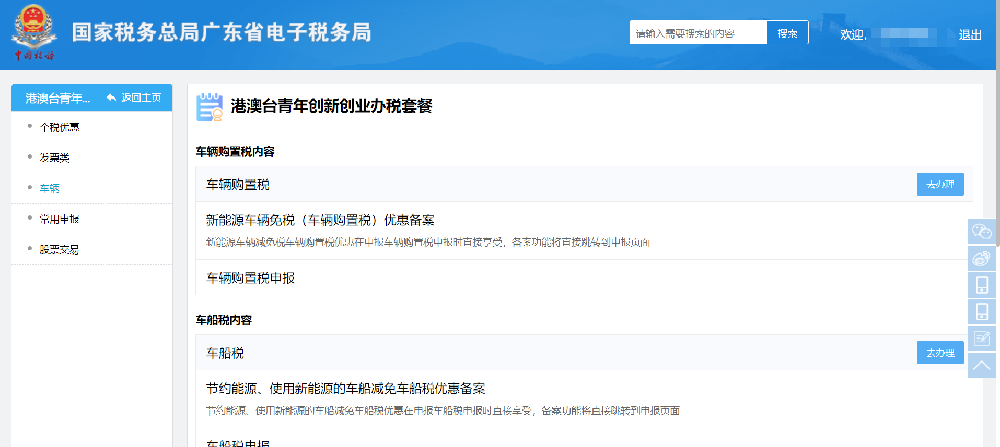 国家税务总局广东省电子税务局
中国税务
请输入需要搜索的内容
搜索
欢迎,
退出
港澳台青年...
返回主页
个税优惠
发票类
车辆
常用申报
股票交易
港澳台青年创新创业办税套餐
车辆购置税内容
车辆购置税
去办理
新能源车辆免税（车辆购置税）优惠备案
新能源车辆减免税车辆购置税优惠在申报车辆购置税申报时直接享受，备案功能将直接跳转到申报页面
车辆购置税申报
车船税内容
车船税
去办理
节约能源、使用新能源的车船减免车船税优惠备案
节约能源、使用新能源的车船减免车船税优惠在申报车船税申报时直接享受，备案功能将直接跳转到申报页面
车船税申报